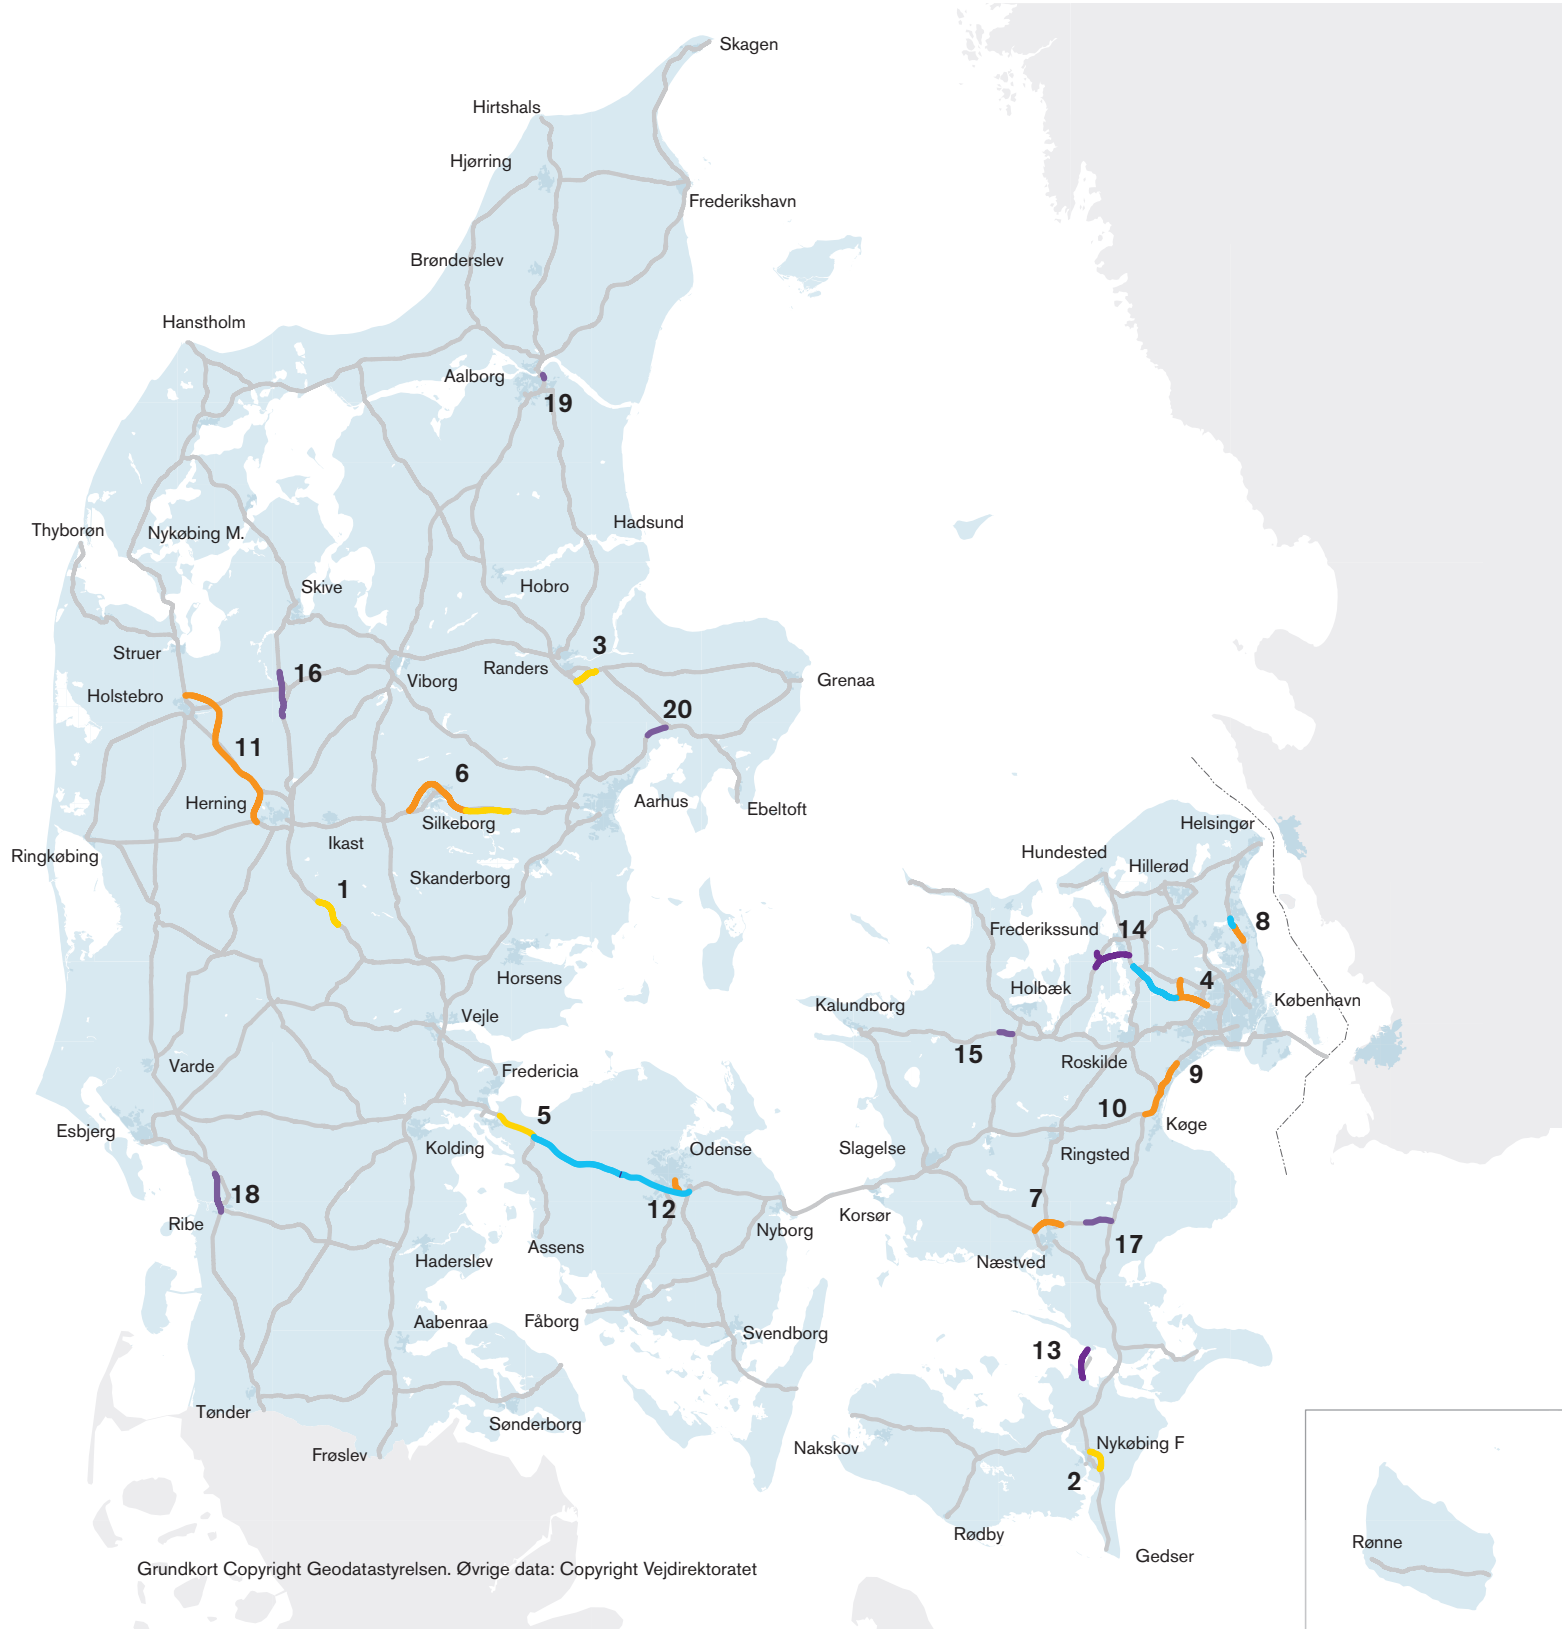 Skagen
Hirtshals
Hjørring
Frederikshavn
Brønderslev
Hanstholm
Aalborg
19
Hadsund
Thyborøn
Nykøbing M.
Skive
Hobro
Struer
3
Randers
16
Viborg
Grenaa
Holstebro
20
11
6
Herning
Aarhus
Ebeltoft
Silkeborg
Ikast
Ringkøbing
Skanderborg
1
Helsingør
Hundested
Hillerød
Frederikssund
14
8
Horsens
4
Holbæk
København
Kalundborg
Vejle
15
Roskilde
Varde
Fredericia
9
10
5
Køge
Esbjerg
Kolding
Odense
Slagelse
Ringsted
18
12
7
Ribe
Korsør
Nyborg
17
Assens
Næstved
Haderslev
Aabenraa
Fåborg
Svendborg
13
Tønder
Sønderborg
Frøslev
Nakskov
Nykøbing F
2
Rødby
Gedser
Rønne
Grundkort Copyright Geodatastyrelsen. Øvrige data: Copyright Vejdirektoratet